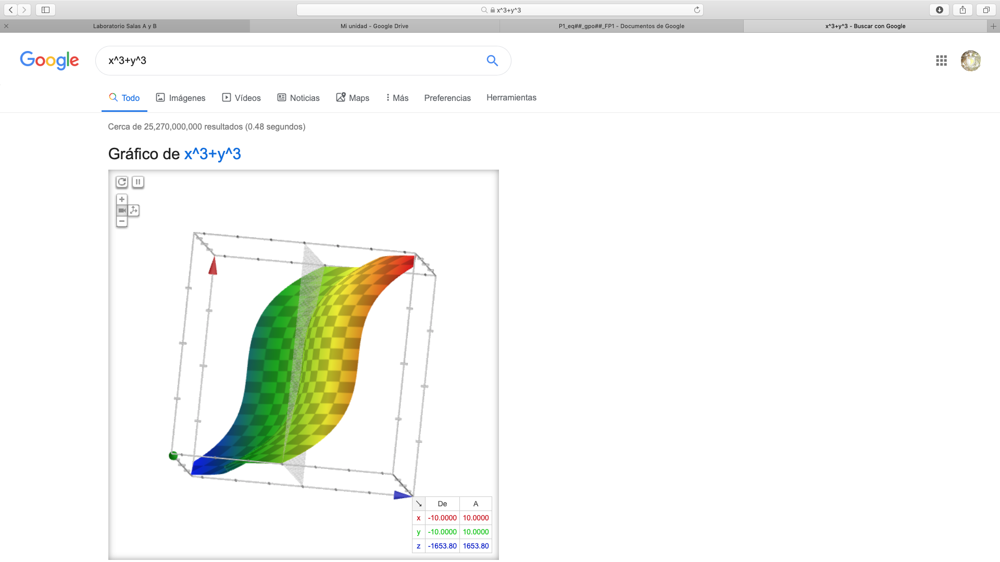 x^3+y^3
Laboratorio Salas A y B
Mi unidad - Google Drive
P1_eq##_gpo##_FP1 - Documentos de Google
x^3+y^3 - Buscar con Google
Google
x^3+y^3
Todo
Imágenes
Vídeos
Noticias
Maps
Más
Preferencias
Herramientas
Cerca de 25,270,000,000 resultados (0.48 segundos)
Gráfico de x^3+y^3
De A
x -10.0000 10.0000
y -10.0000 10.0000
z -1653.80 1653.80